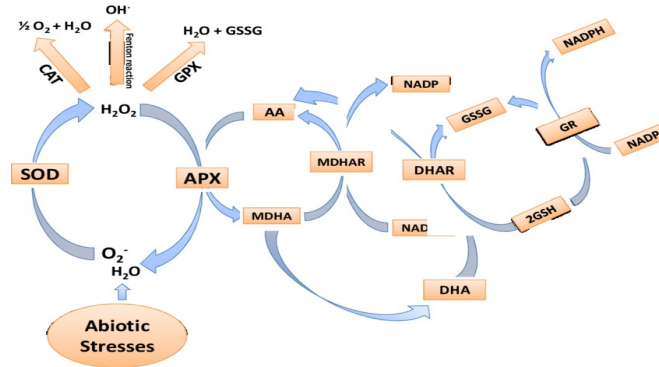 OH·
½ O₂ + H₂O
H₂O + GSSG
CAT
Fenton reaction
GPX
NADPH
H₂O₂
AA
NADP
GSSG
GR
NADP
SOD
APX
MDHAR
DHAR
MDHA
NAD
2GSH
O₂⁻
H₂O
DHA
Abiotic
Stresses